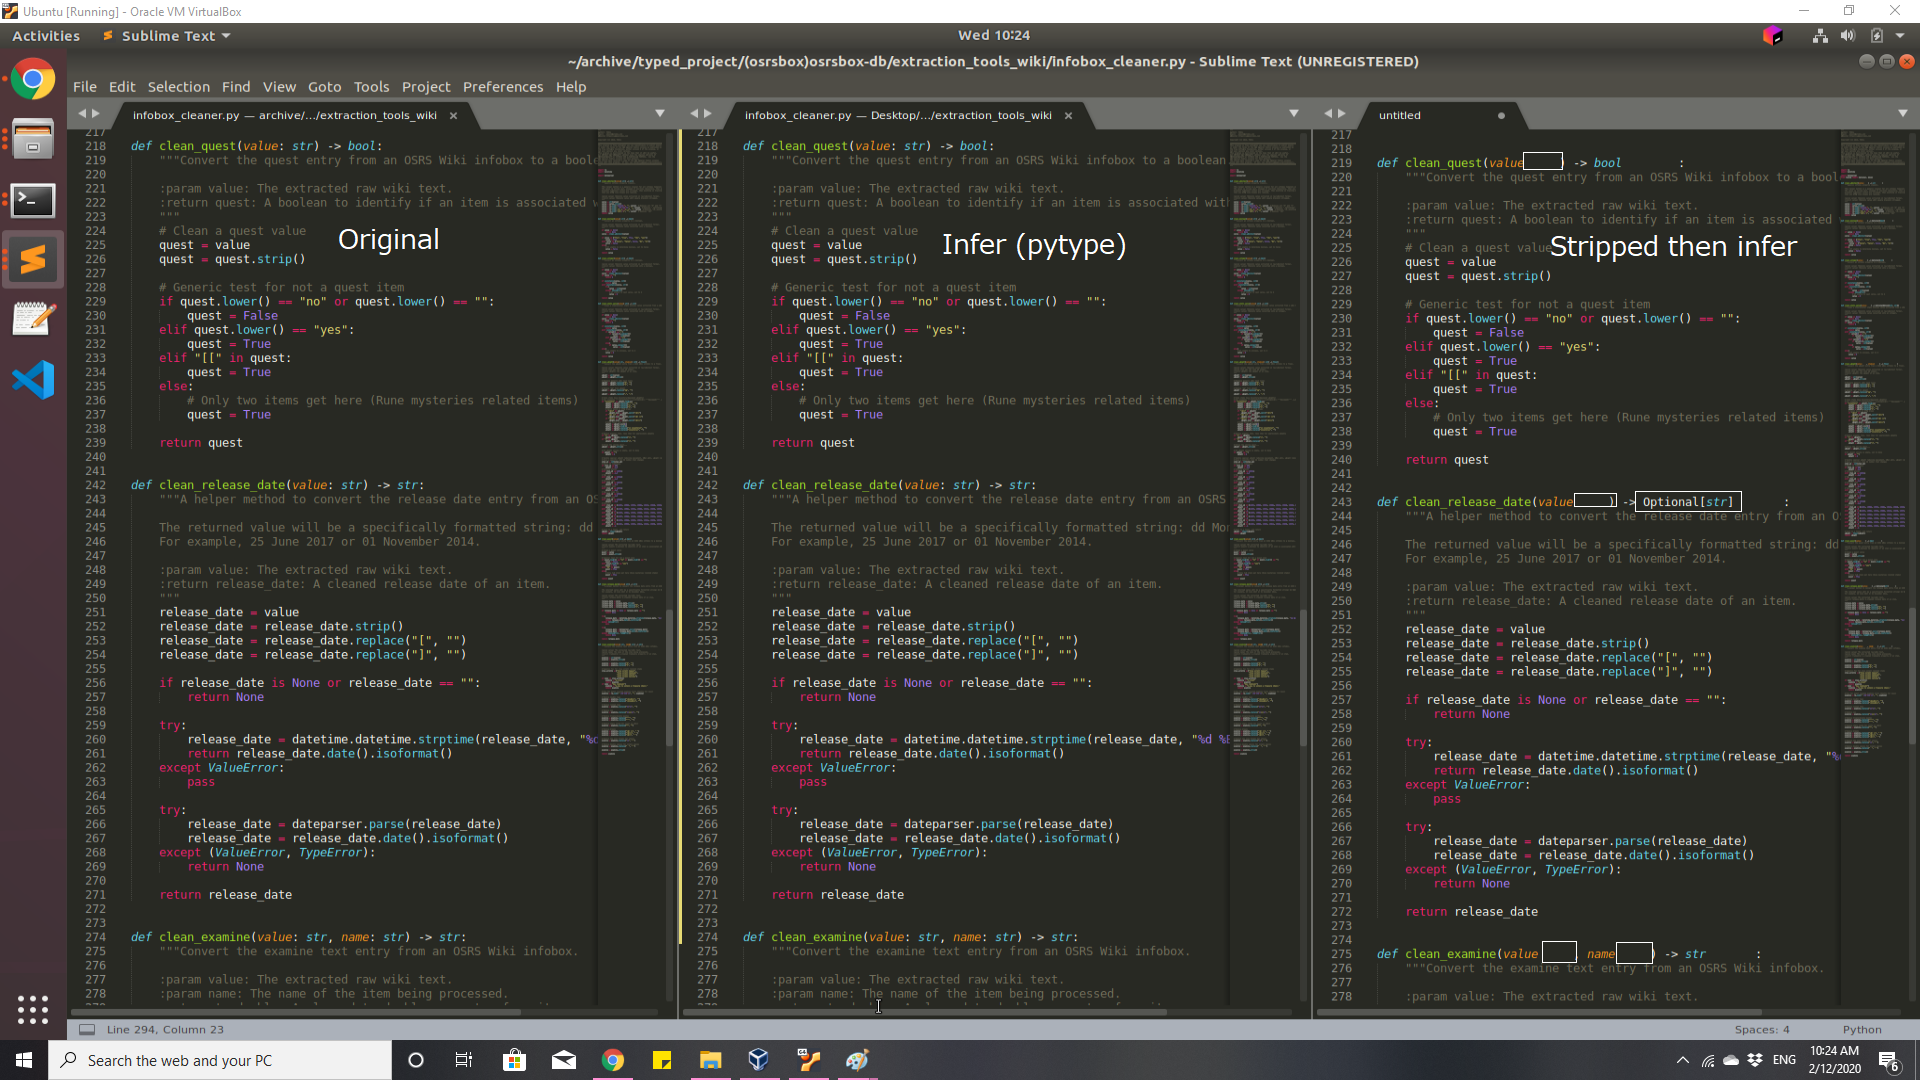 Ubuntu [Running] - Oracle VM VirtualBox
Activities
Sublime Text
Wed 10:24
~/archive/typed_project/(osrsbox)osrsbox-db/extraction_tools_wiki/infobox_cleaner.py - Sublime Text (UNREGISTERED)
File Edit Selection Find View Goto Tools Project Preferences Help
infobox_cleaner.py — archive/.../extraction_tools_wiki
217
218 def clean_quest(value: str) -> bool:
219 """Convert the quest entry from an OSRS Wiki infobox to a boole
220
221 :param value: The extracted raw wiki text.
222 :return quest: A boolean to identify if an item is associated w
223 """
224 # Clean a quest value
Original
225 quest = value
226 quest = quest.strip()
227
228 # Generic test for not a quest item
229 if quest.lower() == "no" or quest.lower() == "":
230 quest = False
231 elif quest.lower() == "yes":
232 quest = True
233 elif "[[" in quest:
234 quest = True
235 else:
236 # Only two items get here (Rune mysteries related items)
237 quest = True
238
239 return quest
240
241
242 def clean_release_date(value: str) -> str:
243 """A helper method to convert the release date entry from an OS
244
245 The returned value will be a specifically formatted string: dd
246 For example, 25 June 2017 or 01 November 2014.
247
248 :param value: The extracted raw wiki text.
249 :return release_date: A cleaned release date of an item.
250 """
251 release_date = value
252 release_date = release_date.strip()
253 release_date = release_date.replace("[", "")
254 release_date = release_date.replace("]", "")
255
256 if release_date is None or release_date == "":
257 return None
258
259 try:
260 release_date = datetime.datetime.strptime(release_date, "%d
261 return release_date.date().isoformat()
262 except ValueError:
263 pass
264
265 try:
266 release_date = dateparser.parse(release_date)
267 release_date = release_date.date().isoformat()
268 except (ValueError, TypeError):
269 return None
270
271 return release_date
272
273
274 def clean_examine(value: str, name: str) -> str:
275 """Convert the examine text entry from an OSRS Wiki infobox.
276
277 :param value: The extracted raw wiki text.
278 :param name: The name of the item being processed.
infobox_cleaner.py — Desktop/.../extraction_tools_wiki
217
218 def clean_quest(value: str) -> bool:
219 """Convert the quest entry from an OSRS Wiki infobox to a boolean
220
221 :param value: The extracted raw wiki text.
222 :return quest: A boolean to identify if an item is associated wit
223 """
224 # Clean a quest value
Infer (pytype)
225 quest = value
226 quest = quest.strip()
227
228 # Generic test for not a quest item
229 if quest.lower() == "no" or quest.lower() == "":
230 quest = False
231 elif quest.lower() == "yes":
232 quest = True
233 elif "[[" in quest:
234 quest = True
235 else:
236 # Only two items get here (Rune mysteries related items)
237 quest = True
238
239 return quest
240
241
242 def clean_release_date(value: str) -> str:
243 """A helper method to convert the release date entry from an OSRS
244
245 The returned value will be a specifically formatted string: dd Mo
246 For example, 25 June 2017 or 01 November 2014.
247
248 :param value: The extracted raw wiki text.
249 :return release_date: A cleaned release date of an item.
250 """
251 release_date = value
252 release_date = release_date.strip()
253 release_date = release_date.replace("[", "")
254 release_date = release_date.replace("]", "")
255
256 if release_date is None or release_date == "":
257 return None
258
259 try:
260 release_date = datetime.datetime.strptime(release_date, "%d %B
261 return release_date.date().isoformat()
262 except ValueError:
263 pass
264
265 try:
266 release_date = dateparser.parse(release_date)
267 release_date = release_date.date().isoformat()
268 except (ValueError, TypeError):
269 return None
270
271 return release_date
272
273
274 def clean_examine(value: str, name: str) -> str:
275 """Convert the examine text entry from an OSRS Wiki infobox.
276
277 :param value: The extracted raw wiki text.
278 :param name: The name of the item being processed.
untitled
217
218
219 def clean_quest(value ) -> bool :
220 """Convert the quest entry from an OSRS Wiki infobox to a bool
221
222 :param value: The extracted raw wiki text.
223 :return quest: A boolean to identify if an item is associated
224 """
225 # Clean a quest value
Stripped then infer
226 quest = value
227 quest = quest.strip()
228
229 # Generic test for not a quest item
230 if quest.lower() == "no" or quest.lower() == "":
231 quest = False
232 elif quest.lower() == "yes":
233 quest = True
234 elif "[[" in quest:
235 quest = True
236 else:
237 # Only two items get here (Rune mysteries related items)
238 quest = True
239
240 return quest
241
242
243 def clean_release_date(value ) -> Optional[str] :
244 """A helper method to convert the release date entry from an O
245
246 The returned value will be a specifically formatted string: dd
247 For example, 25 June 2017 or 01 November 2014.
248
249 :param value: The extracted raw wiki text.
250 :return release_date: A cleaned release date of an item.
251 """
252 release_date = value
253 release_date = release_date.strip()
254 release_date = release_date.replace("[", "")
255 release_date = release_date.replace("]", "")
256
257 if release_date is None or release_date == "":
258 return None
259
260 try:
261 release_date = datetime.datetime.strptime(release_date, "%
262 return release_date.date().isoformat()
263 except ValueError:
264 pass
265
266 try:
267 release_date = dateparser.parse(release_date)
268 release_date = release_date.date().isoformat()
269 except (ValueError, TypeError):
270 return None
271
272 return release_date
273
274
275 def clean_examine(value , name ) -> str :
276 """Convert the examine text entry from an OSRS Wiki infobox.
277
278 :param value: The extracted raw wiki text.
Line 294, Column 23
Spaces: 4
Python
Search the web and your PC
ENG
10:24 AM
2/12/2020
6